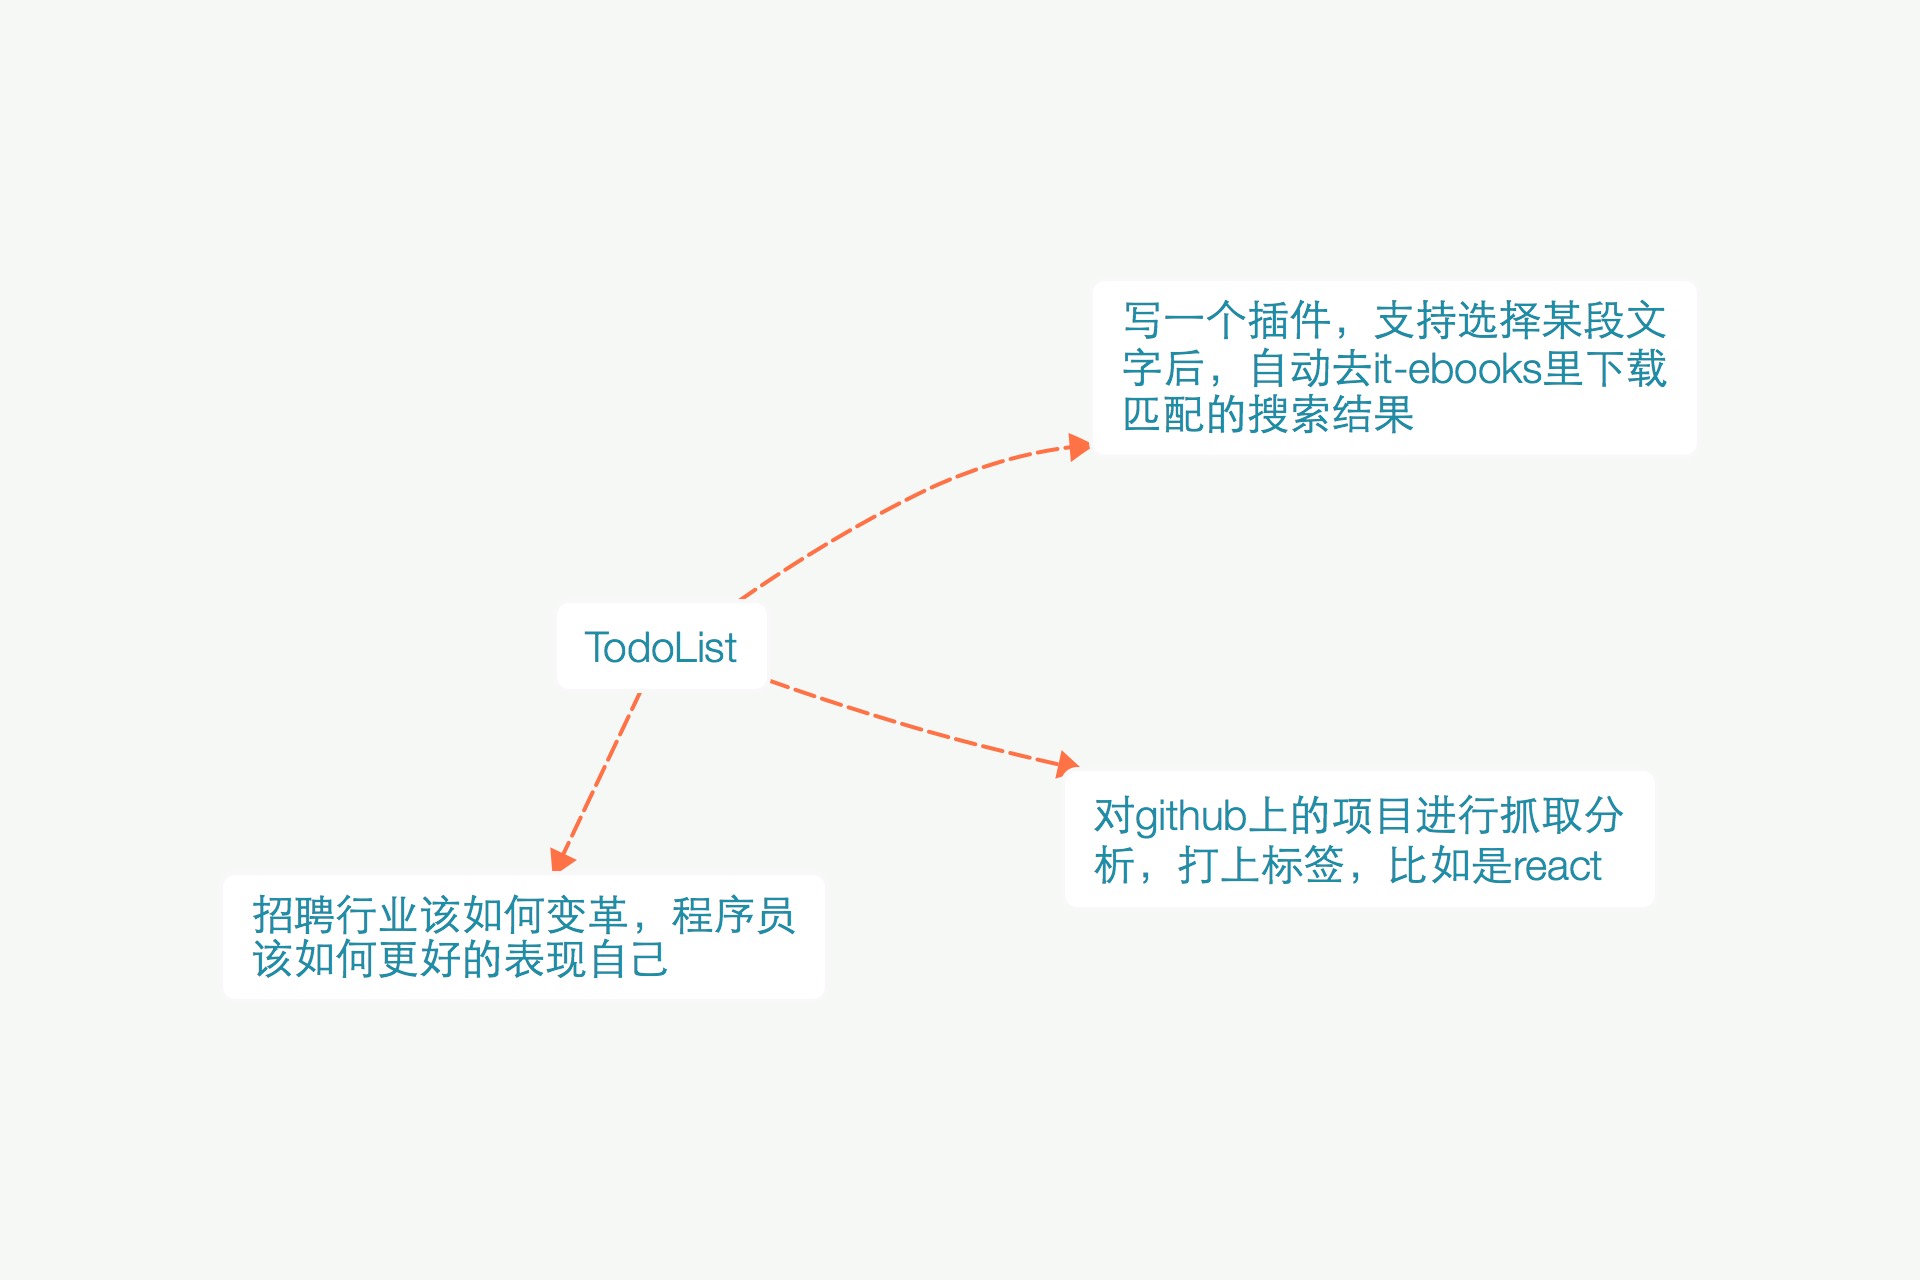 写一个插件，支持选择某段文
字后，自动去it-ebooks里下载
匹配的搜索结果
TodoList
对github上的项目进行抓取分
析，打上标签，比如是react
招聘行业该如何变革，程序员
该如何更好的表现自己